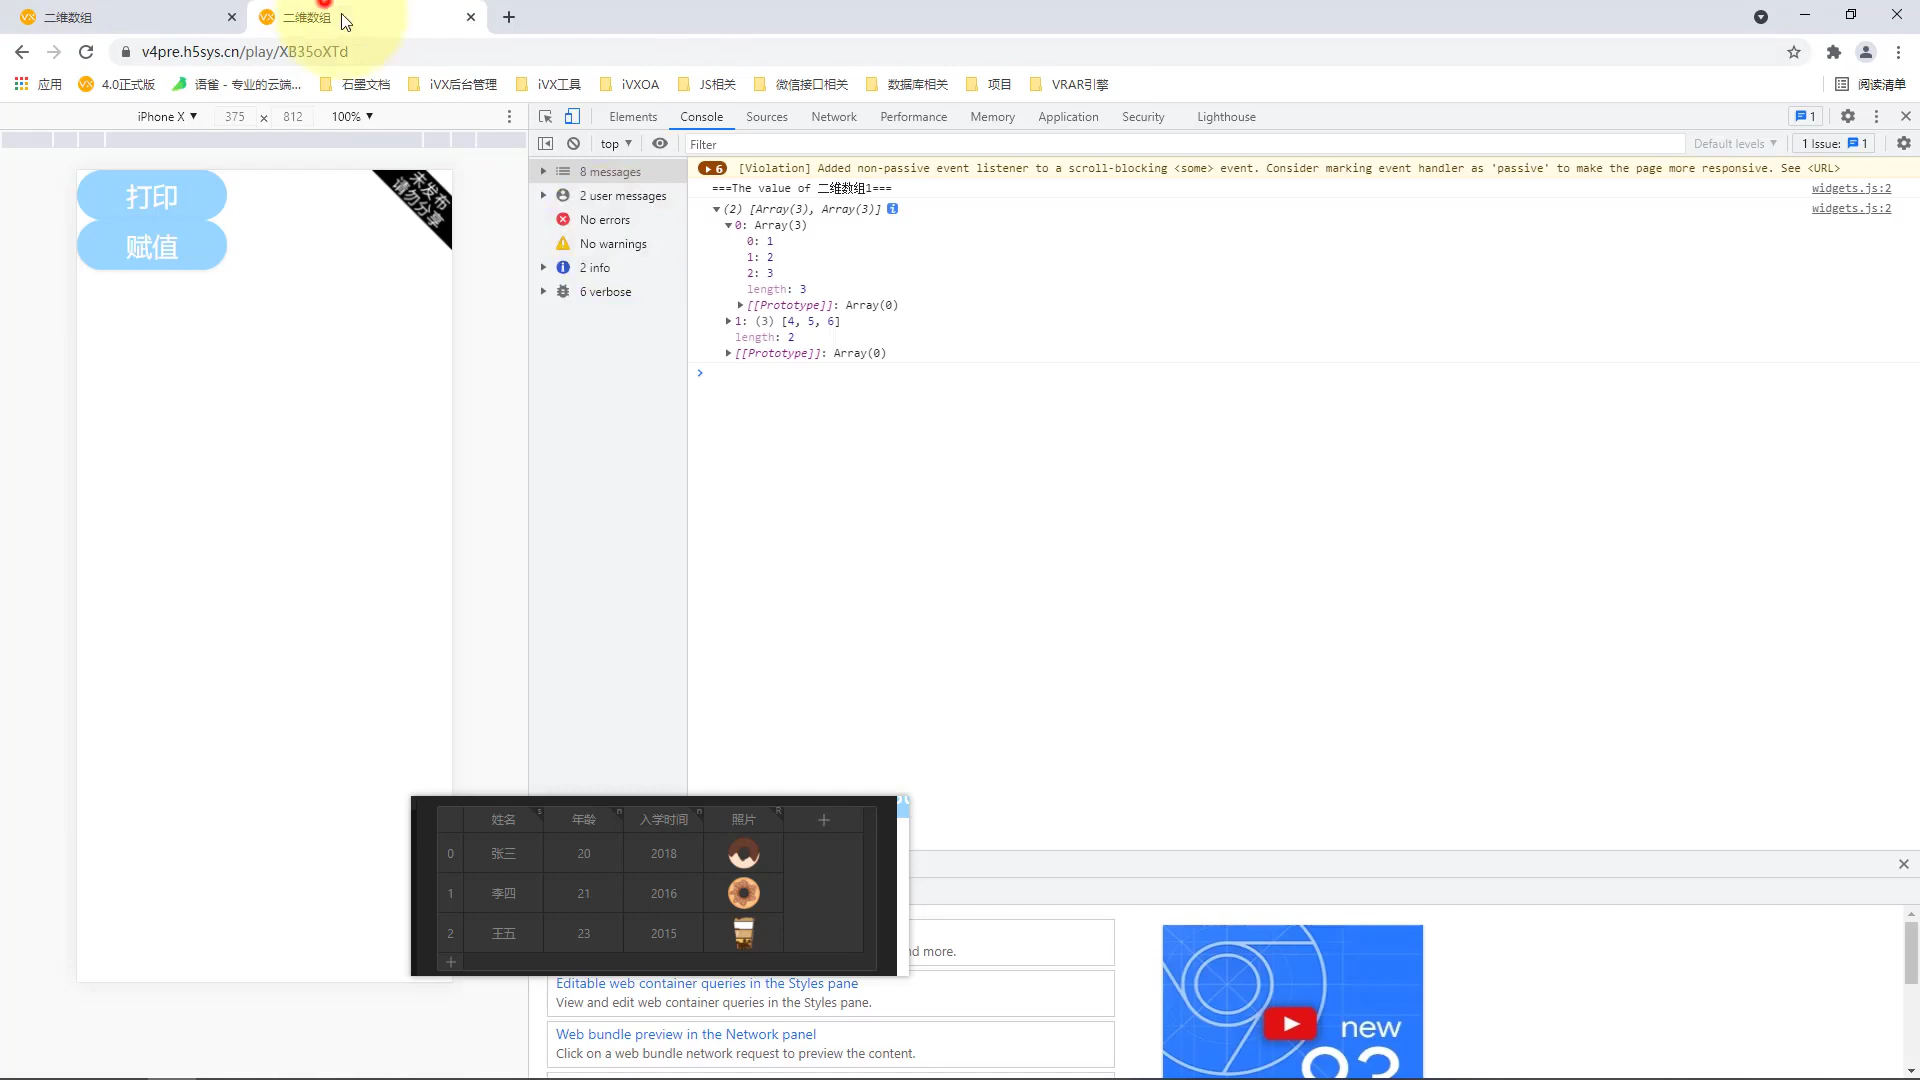 二维数组
二维数组
v4pre.h5sys.cn/play/XB35oXTd
应用 4.0正式版 语雀 - 专业的云端... 石墨文档 iVX后台管理 iVX工具 iVXOA JS相关 微信接口相关 数据库相关 项目 VRAR引擎 阅读清单
iPhone X ▼ 375 × 812 100% ▼
Elements Console Sources Network Performance Memory Application Security Lighthouse 1
top ▼ Filter Default levels ▼ 1 Issue: 1
打印
赋值
未发布
请勿分享
8 messages
2 user messages
No errors
No warnings
2 info
6 verbose
6 [Violation] Added non-passive event listener to a scroll-blocking <some> event. Consider marking event handler as 'passive' to make the page more responsive. See <URL>
===The value of 二维数组1=== widgets.js:2
(2) [Array(3), Array(3)] widgets.js:2
0: Array(3)
0: 1
1: 2
2: 3
length: 3
[[Prototype]]: Array(0)
1: (3) [4, 5, 6]
length: 2
[[Prototype]]: Array(0)
姓名 年龄 入学时间 照片 +
0 张三 20 2018
1 李四 21 2016
2 王五 23 2015
+
nd more.
Editable web container queries in the Styles pane
View and edit web container queries in the Styles pane.
Web bundle preview in the Network panel
Click on a web bundle network request to preview the content.
new